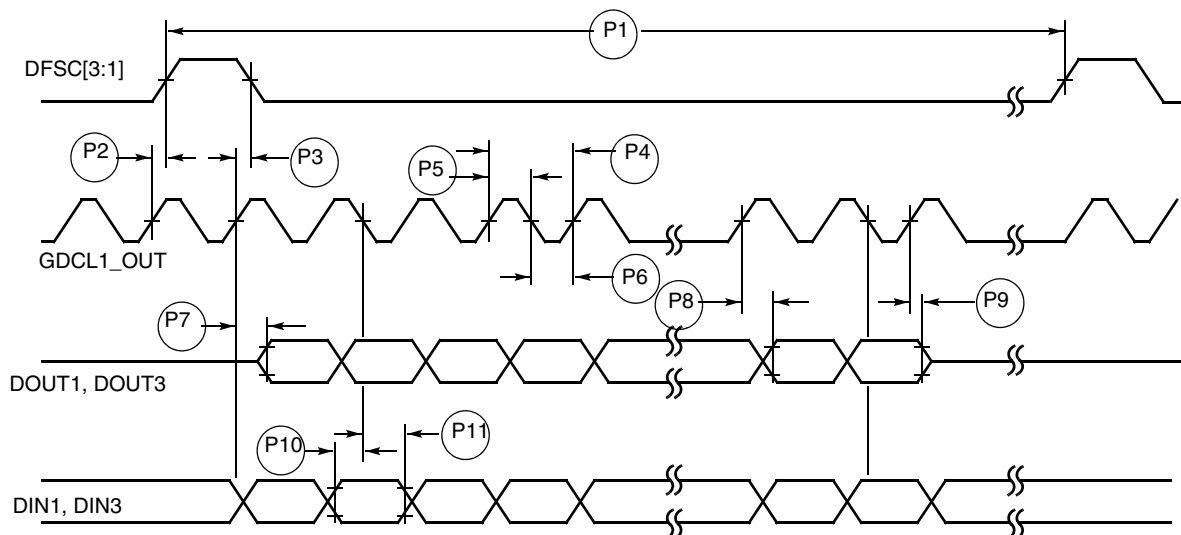 P1
DFSC[3:1]
P2
P3
P5
P4
GDCL1_OUT
P6
P7
P8
P9
DOUT1, DOUT3
P10
P11
DIN1, DIN3